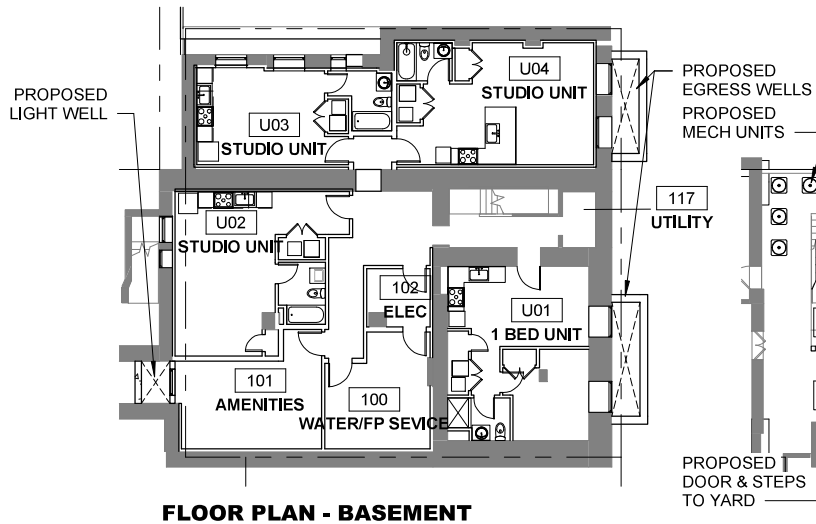 PROPOSED
LIGHT WELL
U03
STUDIO UNIT
U04
STUDIO UNIT
PROPOSED
EGRESS WELLS
PROPOSED
MECH UNITS
117
UTILITY
U02
STUDIO UNIT
102
ELEC
U01
1 BED UNIT
101
AMENITIES
100
WATER/FP SEVICE
PROPOSED
DOOR & STEPS
TO YARD
FLOOR PLAN - BASEMENT